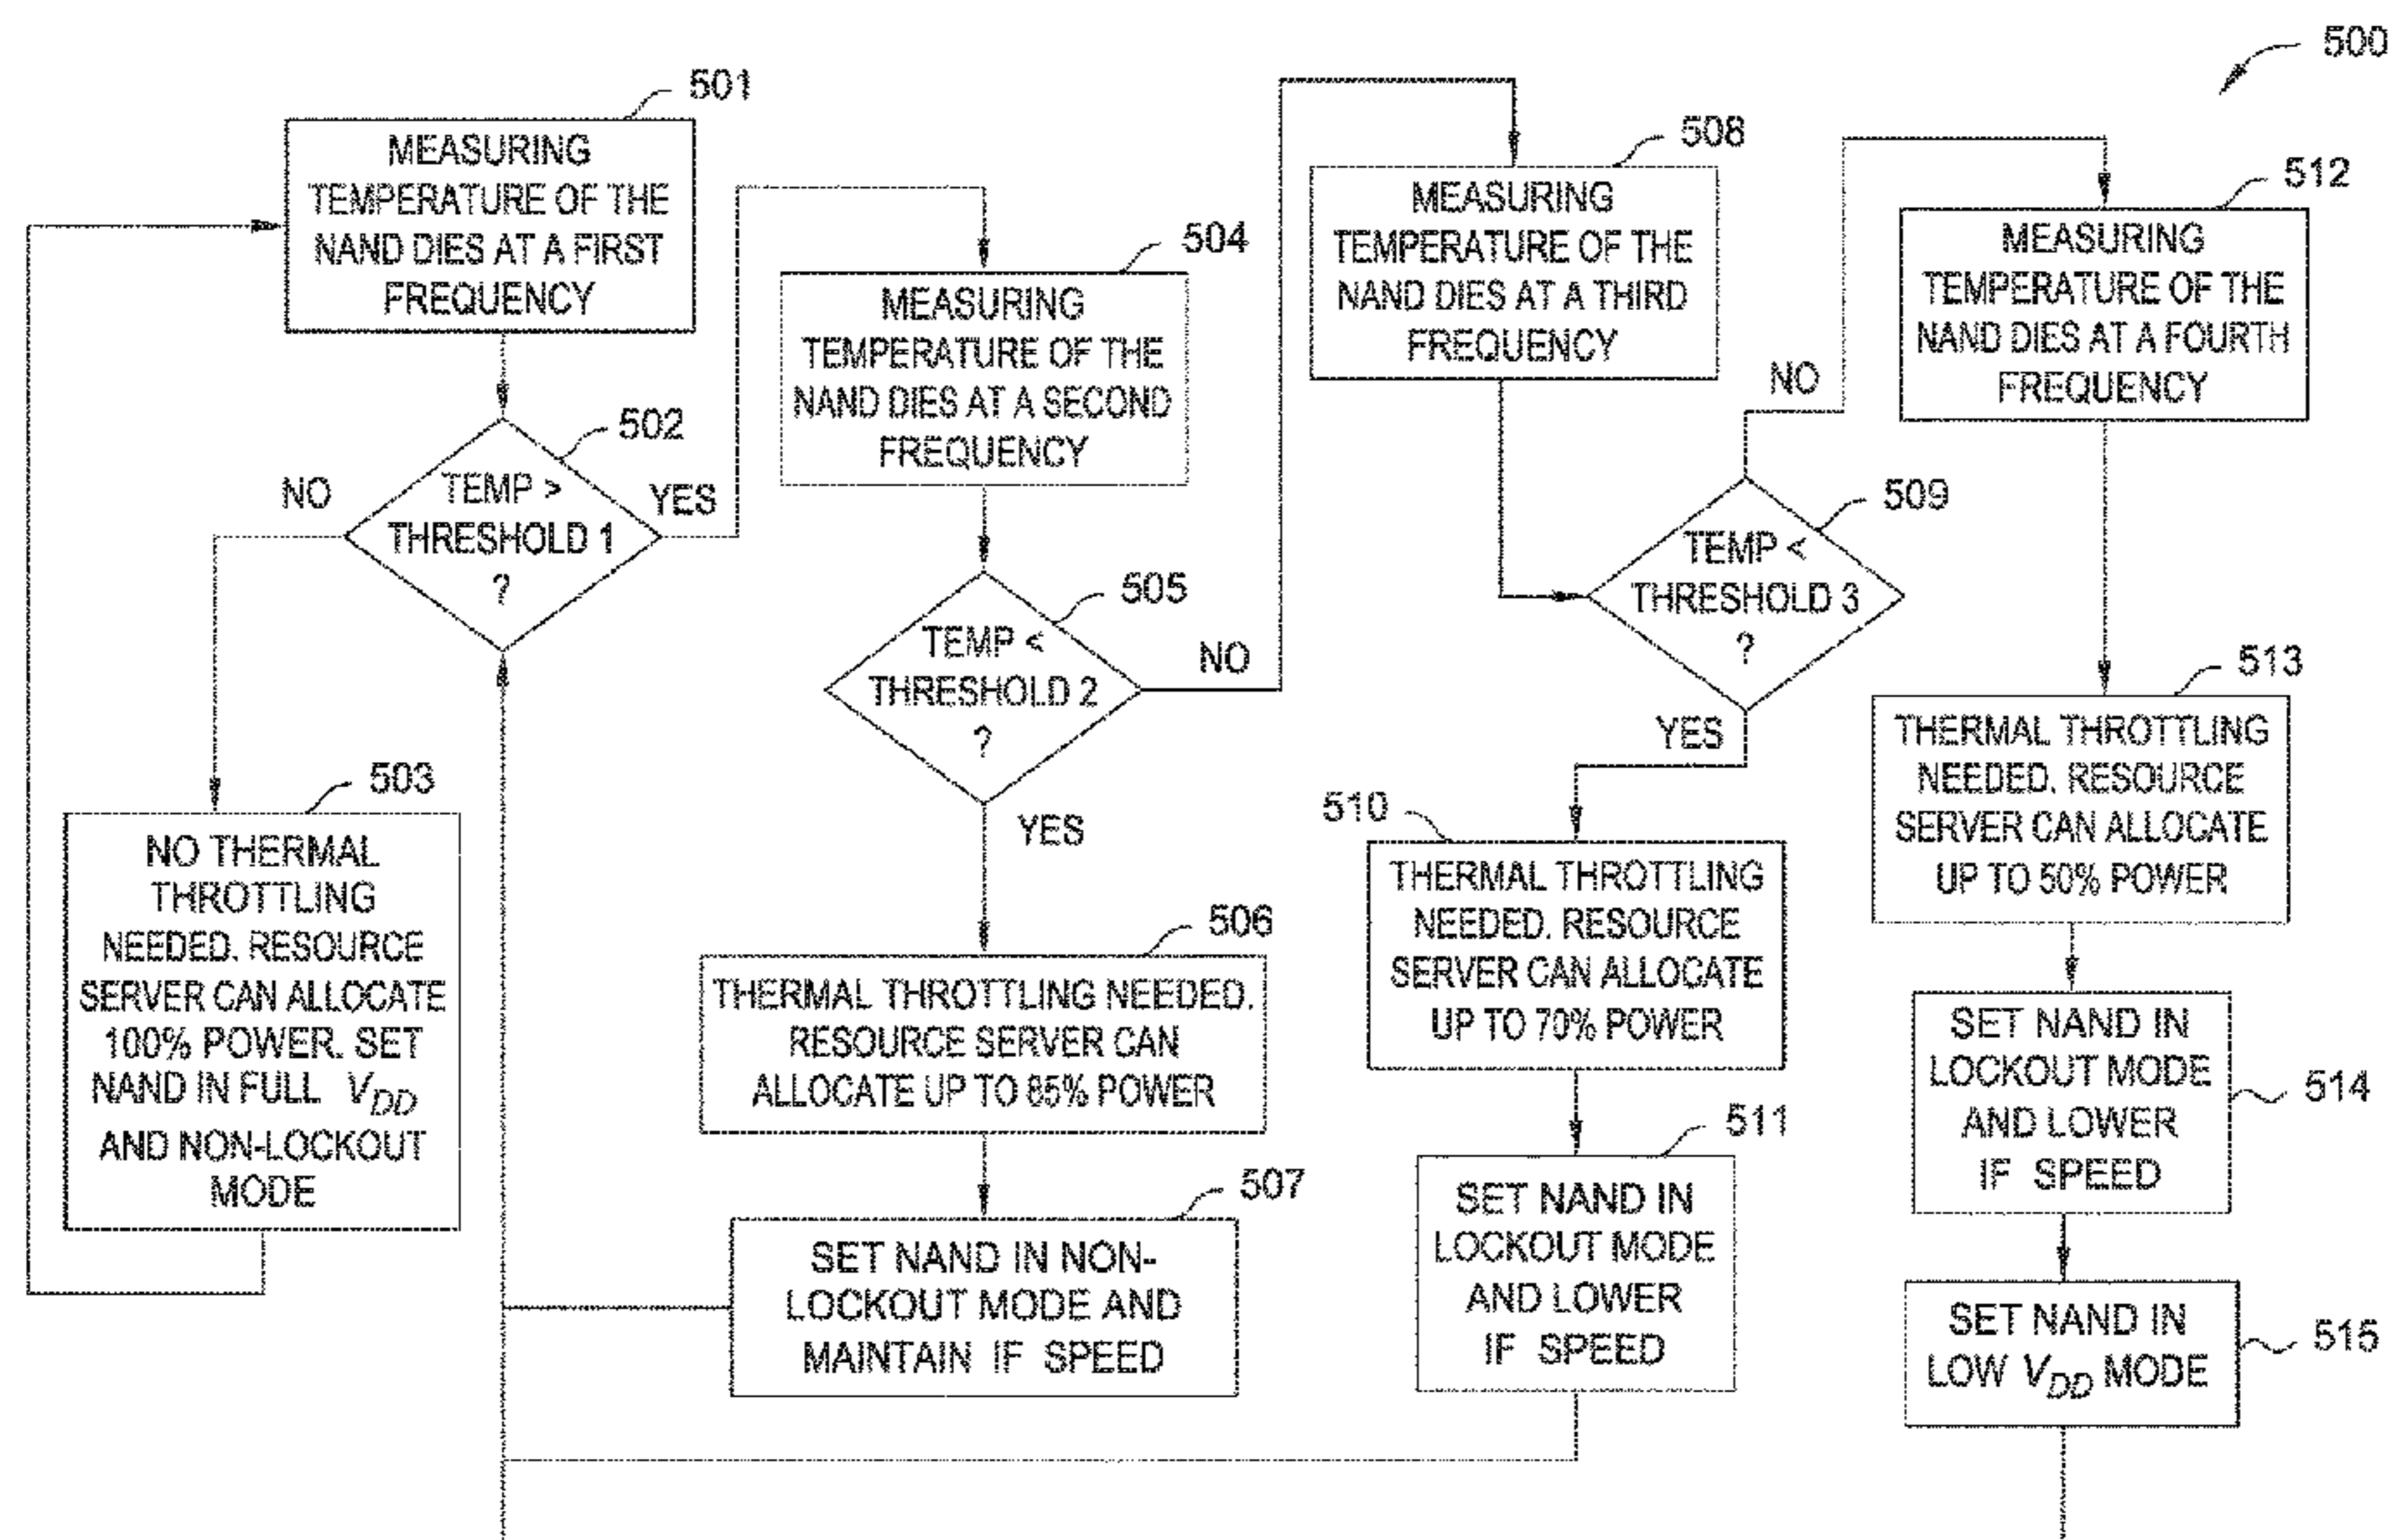 500
501
MEASURING
TEMPERATURE OF THE
NAND DIES AT A FIRST
FREQUENCY
502
TEMP >
THRESHOLD 1
?
NO
YES
503
NO THERMAL
THROTTLING
NEEDED. RESOURCE
SERVER CAN ALLOCATE
100% POWER. SET
NAND IN FULL VDD
AND NON-LOCKOUT
MODE
504
MEASURING
TEMPERATURE OF THE
NAND DIES AT A SECOND
FREQUENCY
505
TEMP <
THRESHOLD 2
?
NO
YES
506
THERMAL THROTTLING NEEDED.
RESOURCE SERVER CAN
ALLOCATE UP TO 85% POWER
507
SET NAND IN NON-
LOCKOUT MODE AND
MAINTAIN IF SPEED
508
MEASURING
TEMPERATURE OF THE
NAND DIES AT A THIRD
FREQUENCY
509
TEMP <
THRESHOLD 3
?
NO
YES
510
THERMAL THROTTLING
NEEDED. RESOURCE
SERVER CAN ALLOCATE
UP TO 70% POWER
511
SET NAND IN
LOCKOUT MODE
AND LOWER
IF SPEED
512
MEASURING
TEMPERATURE OF THE
NAND DIES AT A FOURTH
FREQUENCY
513
THERMAL THROTTLING
NEEDED. RESOURCE
SERVER CAN ALLOCATE
UP TO 50% POWER
514
SET NAND IN
LOCKOUT MODE
AND LOWER
IF SPEED
515
SET NAND IN
LOW VDD MODE